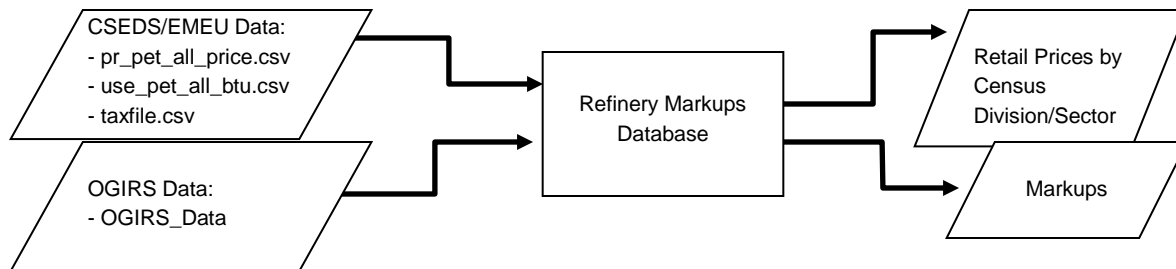 CSEDS/EMEU Data:
- pr_pet_all_price.csv
- use_pet_all_btu.csv
- taxfile.csv
OGIRS Data:
- OGIRS_Data
Refinery Markups
Database
Retail Prices by
Census
Division/Sector
Markups